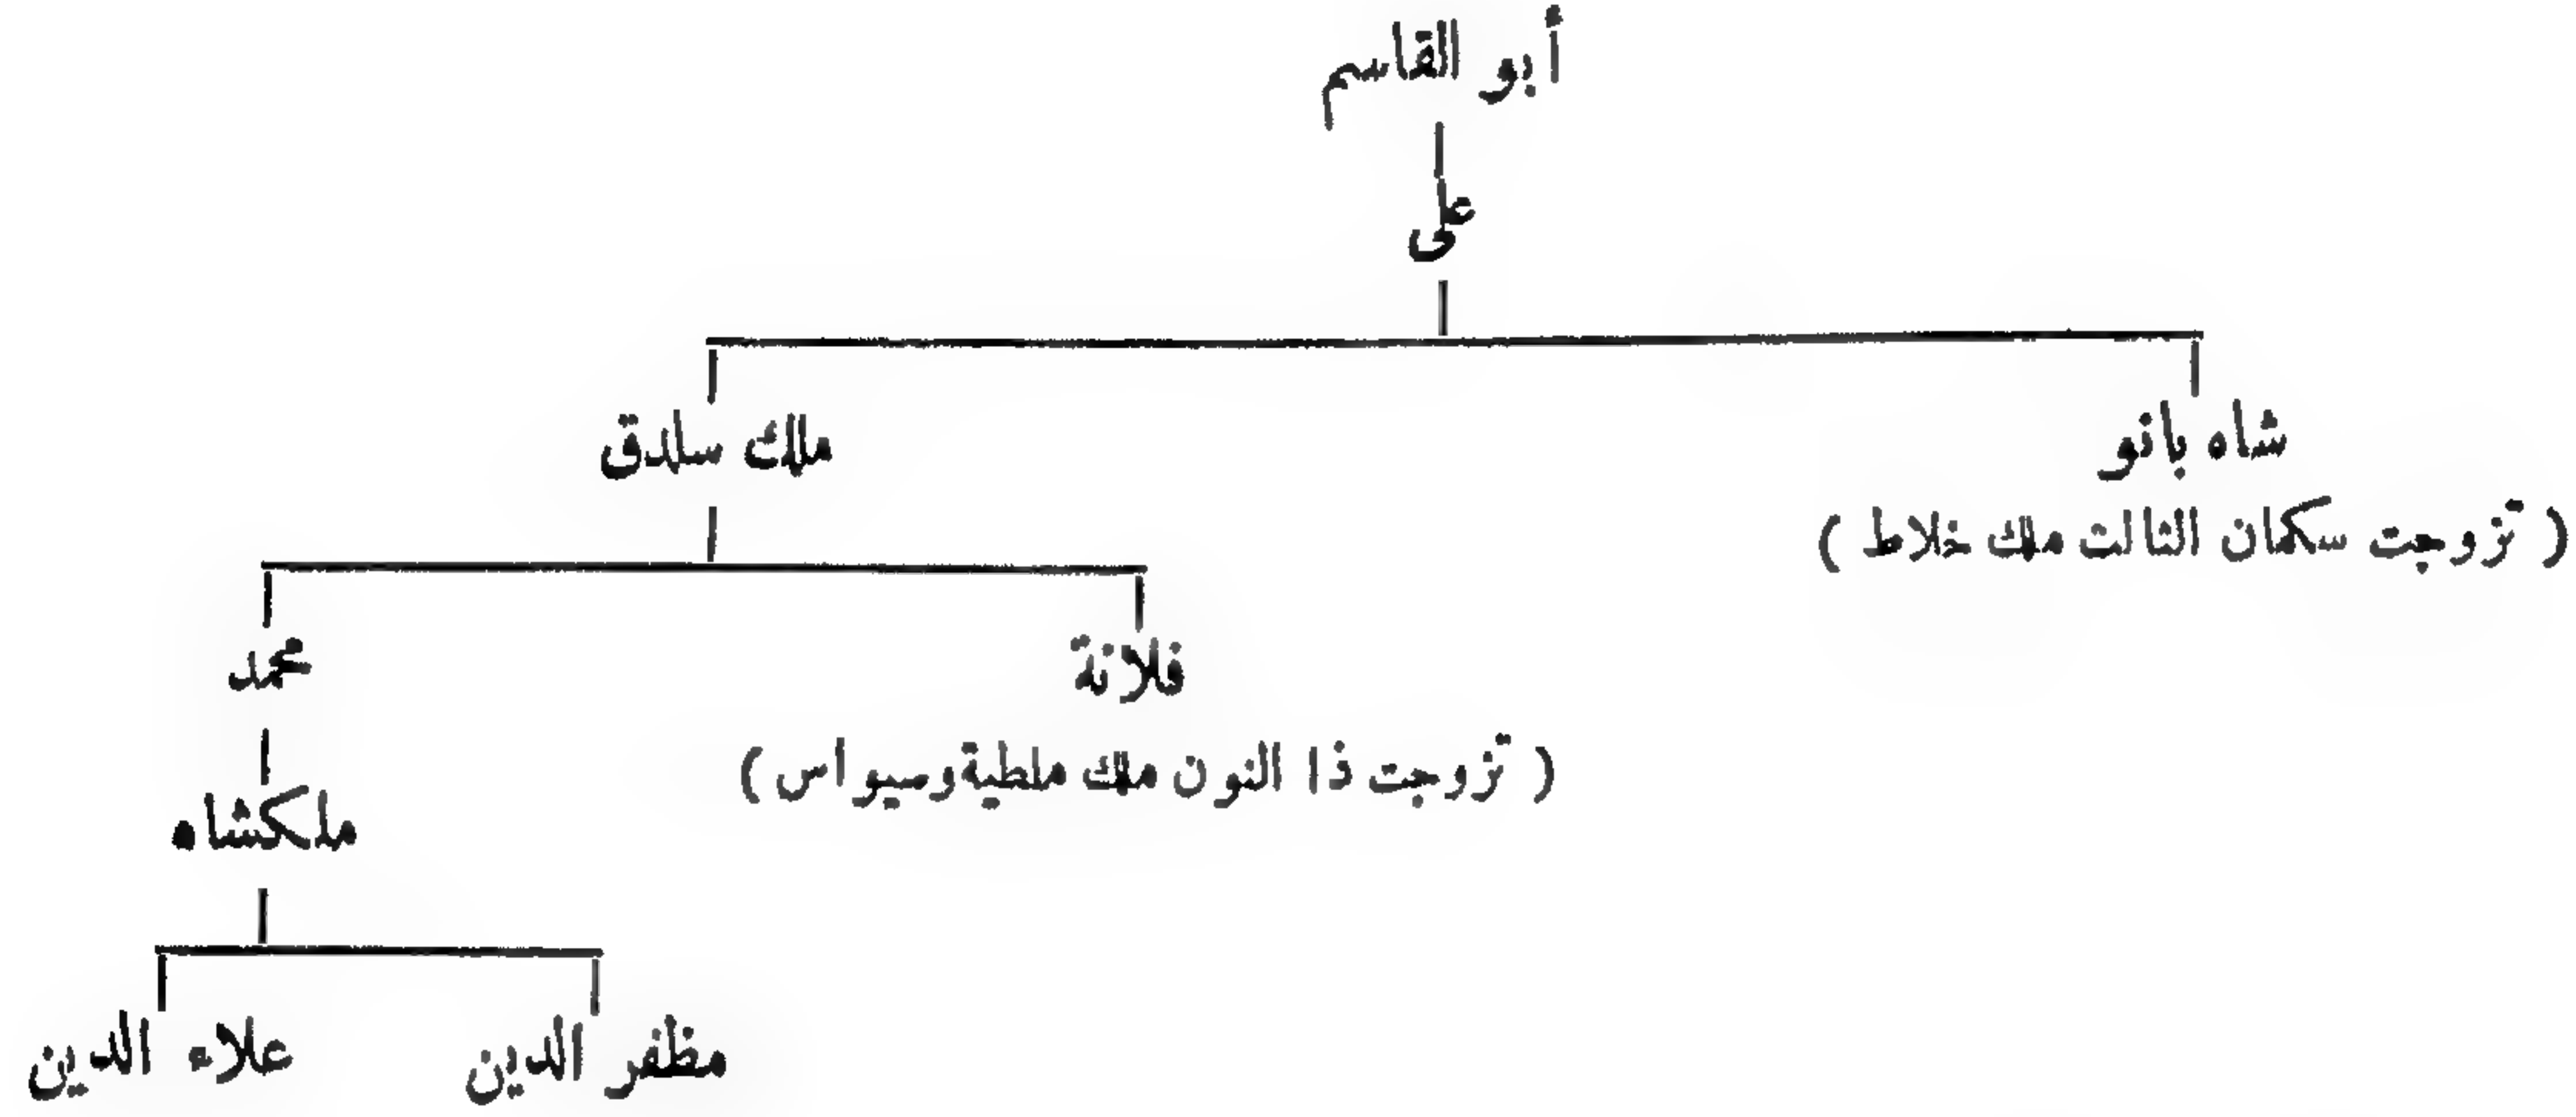 أبو القاسم
على
شاه بانو
ملك سلدق
( تزوجت سكمان الثالث ملك خلاط )
فلانة
محمد
( تزوجت ذا النون ملك ملطية وسيواس )
ملكشاه
مظفر الدين
علاء الدين